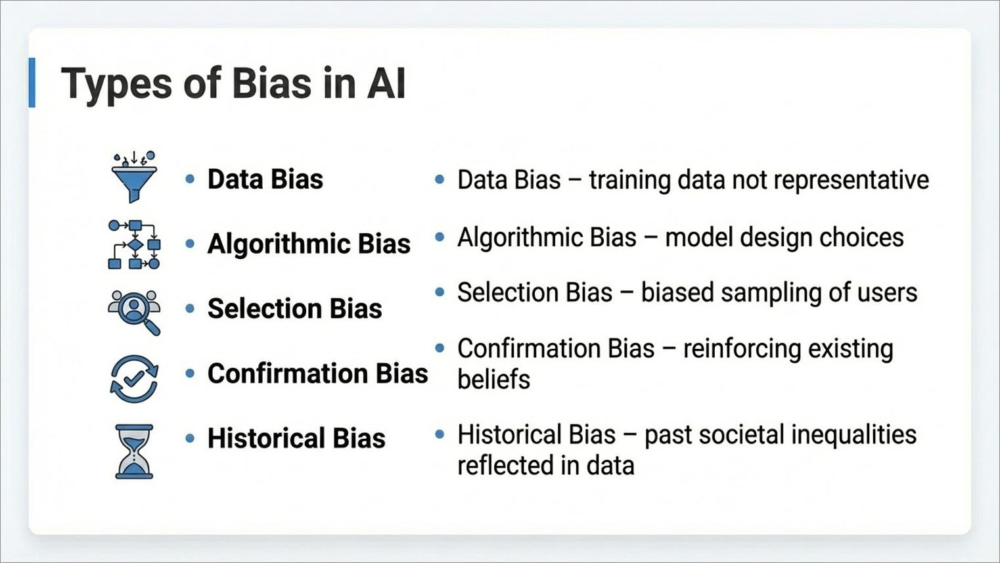 Types of Bias in AI
• Data Bias
• Algorithmic Bias
• Selection Bias
• Confirmation Bias
• Historical Bias
• Data Bias – training data not representative
• Algorithmic Bias – model design choices
• Selection Bias – biased sampling of users
• Confirmation Bias – reinforcing existing
beliefs
• Historical Bias – past societal inequalities
reflected in data